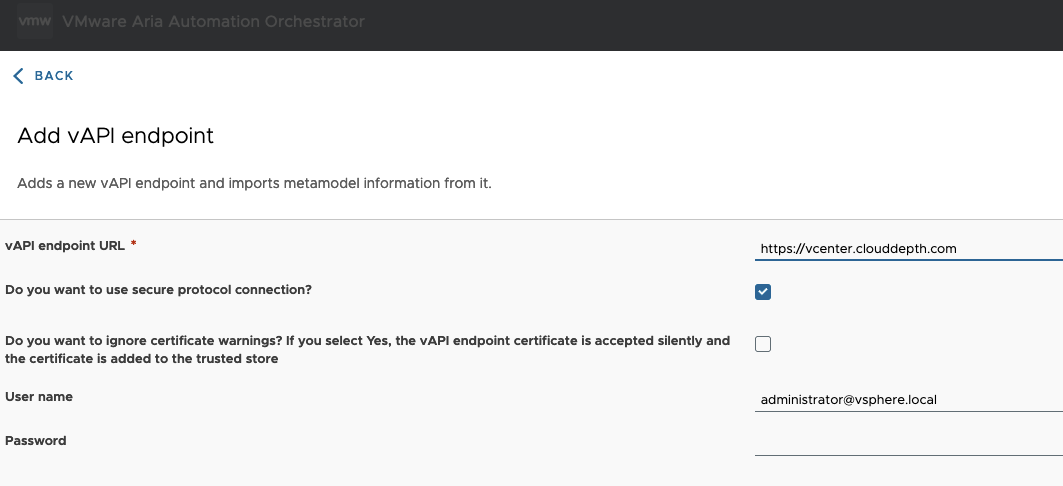 vmw VMware Aria Automation Orchestrator
BACK
Add vAPI endpoint
Adds a new vAPI endpoint and imports metamodel information from it.
vAPI endpoint URL *
https://vcenter.clouddepth.com
Do you want to use secure protocol connection?
Do you want to ignore certificate warnings? If you select Yes, the vAPI endpoint certificate is accepted silently and
the certificate is added to the trusted store
User name
administrator@vsphere.local
Password